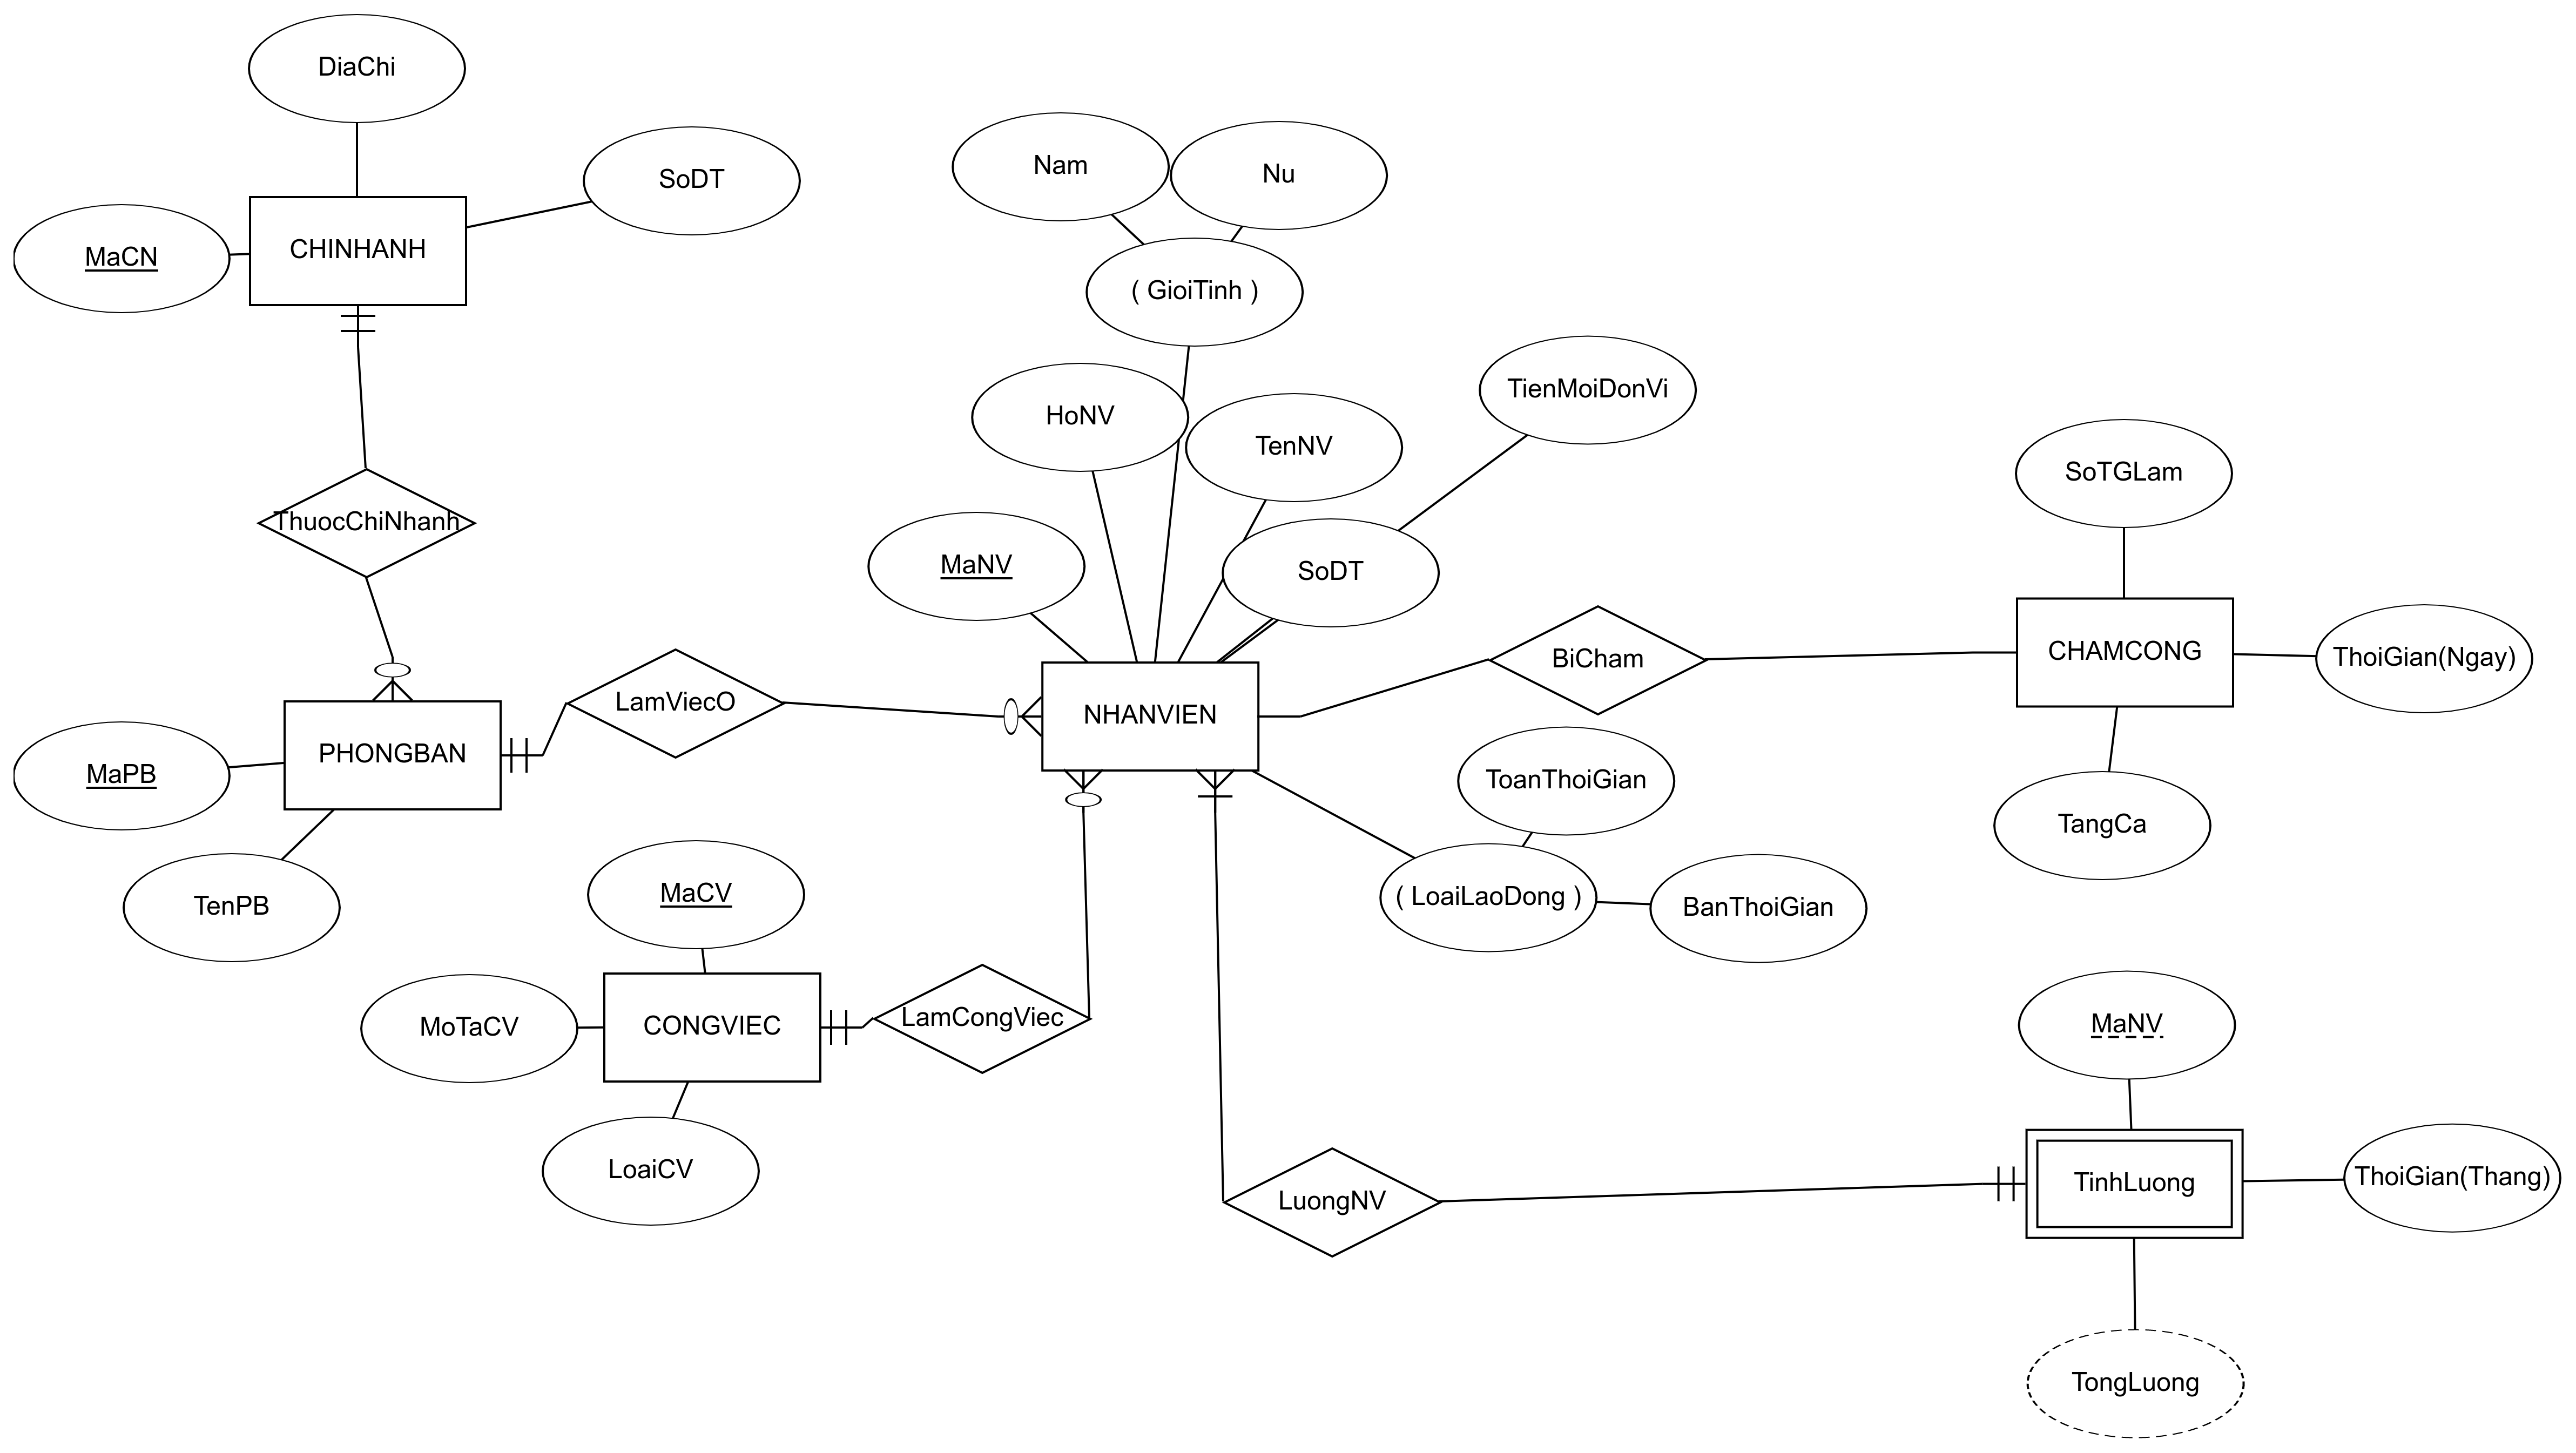 DiaChi
SoDT
MaCN
CHINHANH
ThuocChiNhanh
Nam
Nu
( GioiTinh )
HoNV
TenNV
TienMoiDonVi
MaNV
SoDT
SoTGLam
LamViecO
NHANVIEN
BiCham
CHAMCONG
ThoiGian(Ngay)
PHONGBAN
MaPB
TenPB
ToanThoiGian
TangCa
MaCV
( LoaiLaoDong )
BanThoiGian
MoTaCV
CONGVIEC
LamCongViec
MaNV
LoaiCV
LuongNV
TinhLuong
ThoiGian(Thang)
TongLuong